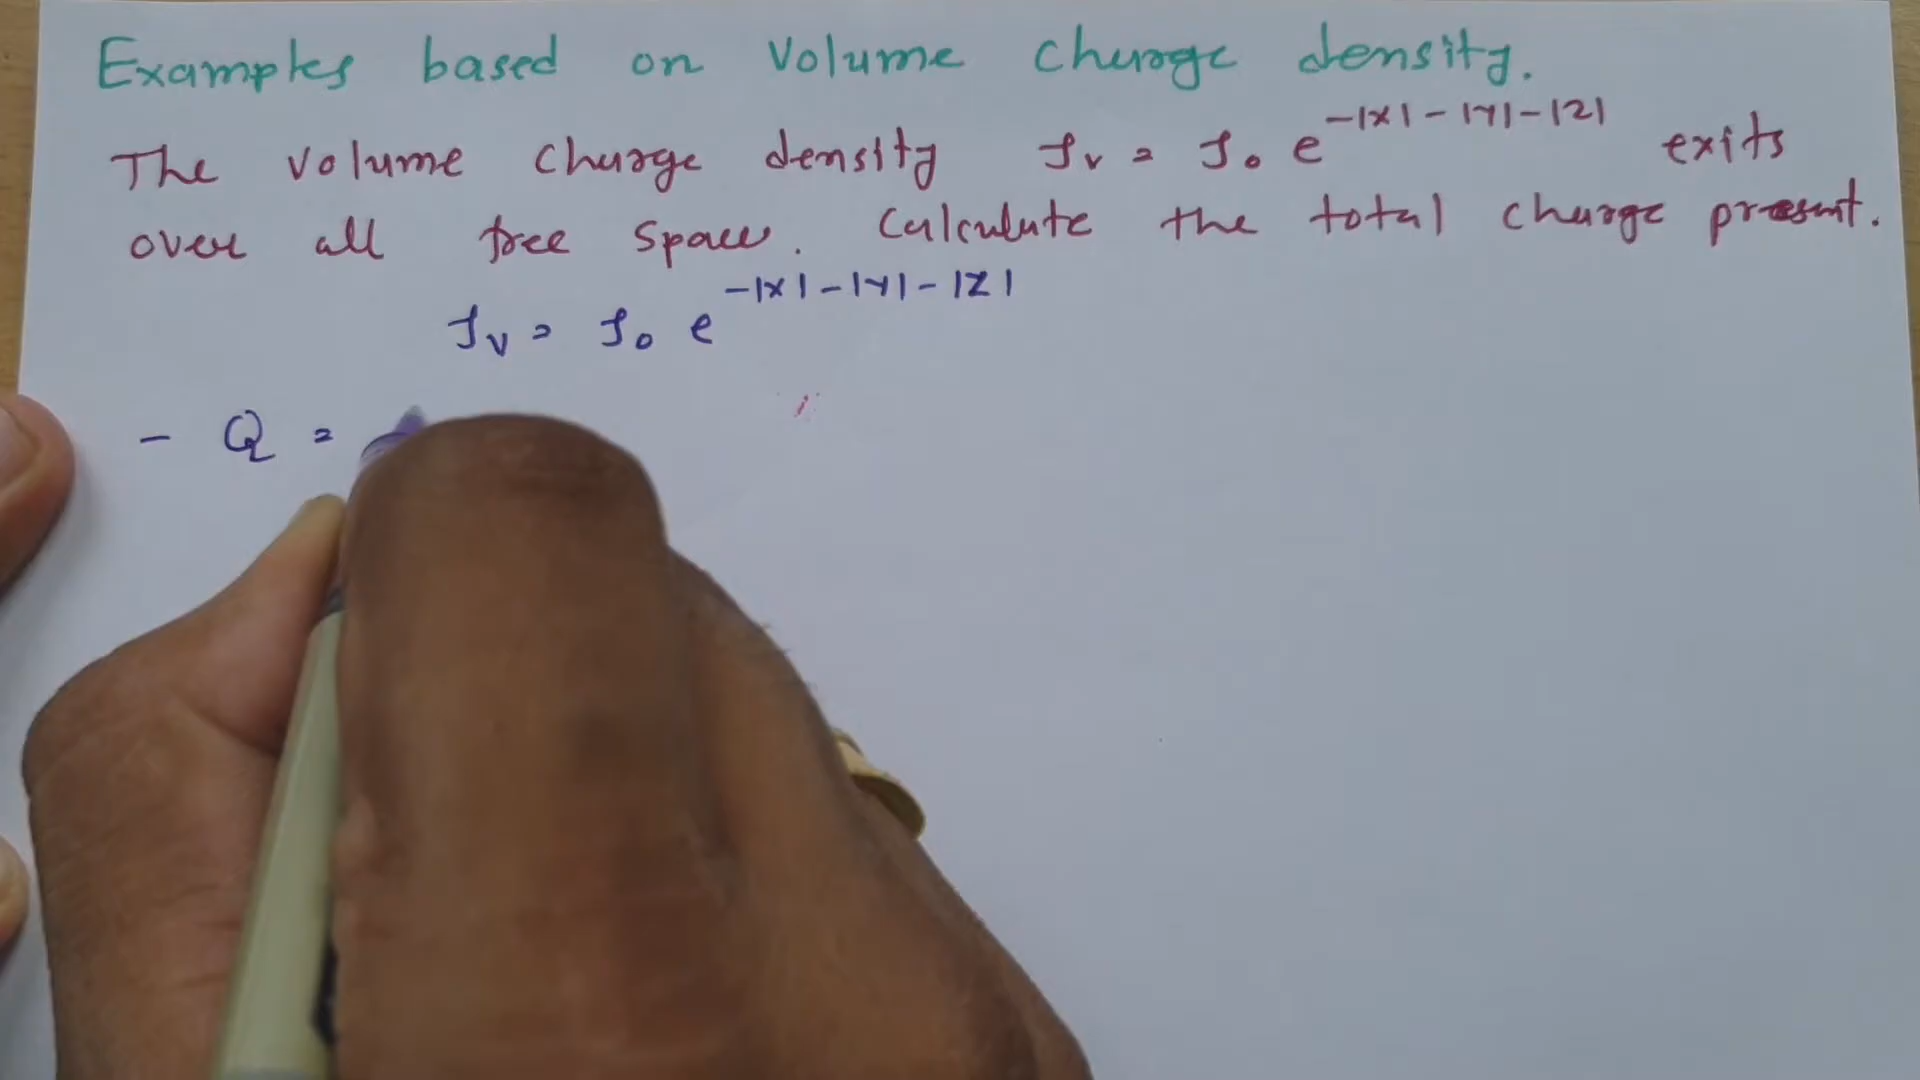 Examples based on Volume Charge density.
The Volume Charge density ρv = ρ₀ e^-|x|-|y|-|z| exits
over all free space. Calculate the total charge present.
ρv = ρ₀ e^-|x|-|y|-|z|
- Q =